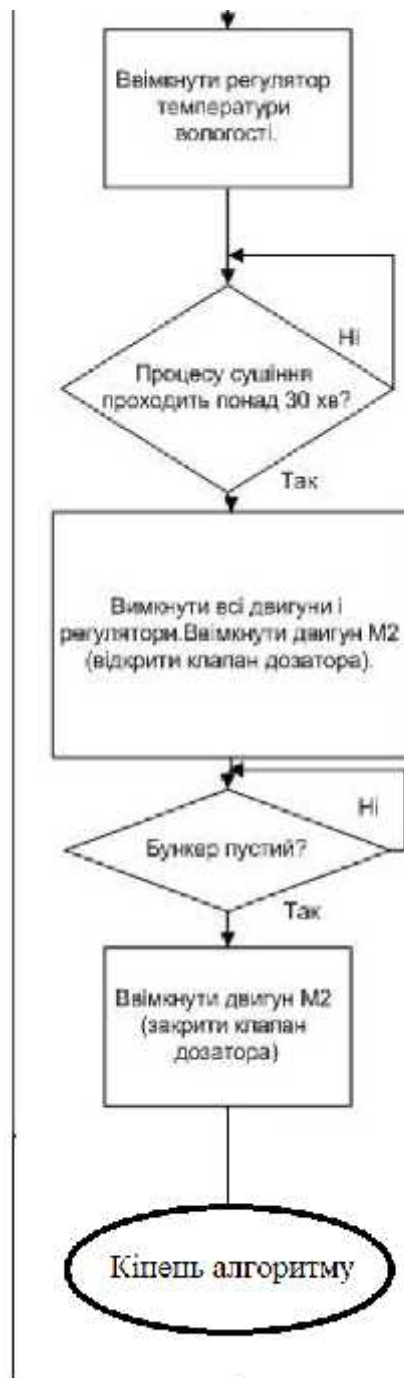 Ввімкнути регулятор
температури
вологості.
Ні
Процесу сушіння
проходить понад 30 хв?
Так
Вимкнути всі двигуни і
регулятори.Ввімкнути двигун М2
(відкрити клапан дозатора).
Ні
Бункер пустий?
Так
Ввімкнути двигун М2
(закрити клапан
дозатора)
Кінець алгоритму